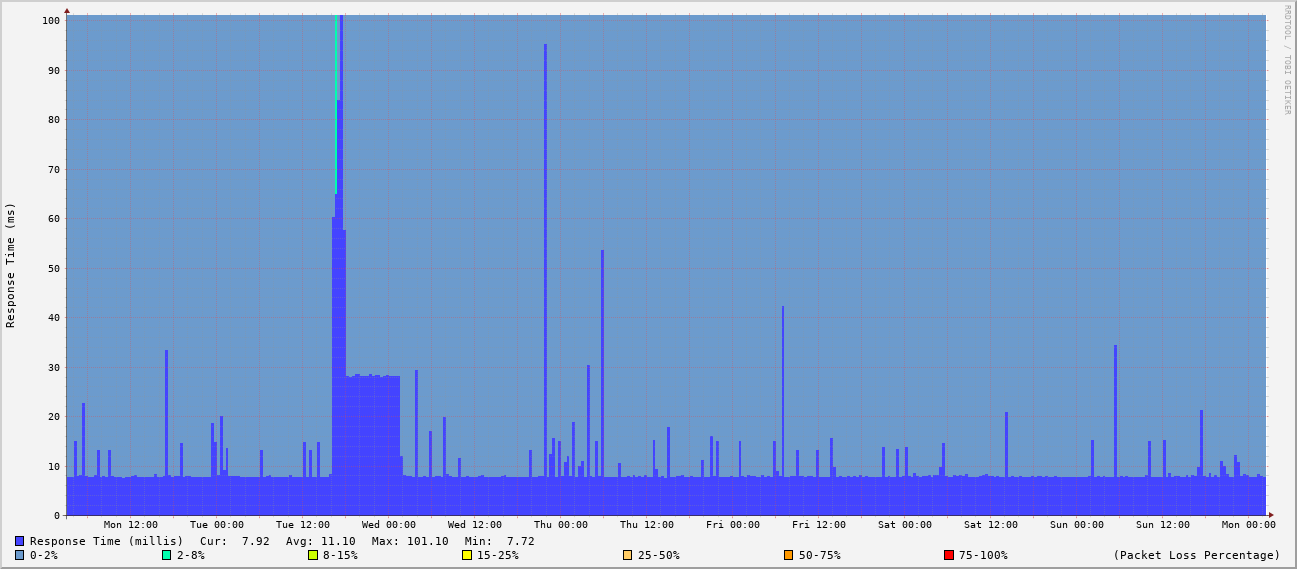 RRDTOOL / TOBI OETIKER
Response Time (ms)
100
90
80
70
60
50
40
30
20
10
0
Mon 12:00 Tue 00:00 Tue 12:00 Wed 00:00 Wed 12:00 Thu 00:00 Thu 12:00 Fri 00:00 Fri 12:00 Sat 00:00 Sat 12:00 Sun 00:00 Sun 12:00 Mon 00:00
Response Time (millis) Cur: 7.92 Avg: 11.10 Max: 101.10 Min: 7.72
0-2% 2-8% 8-15% 15-25% 25-50% 50-75% 75-100% (Packet Loss Percentage)